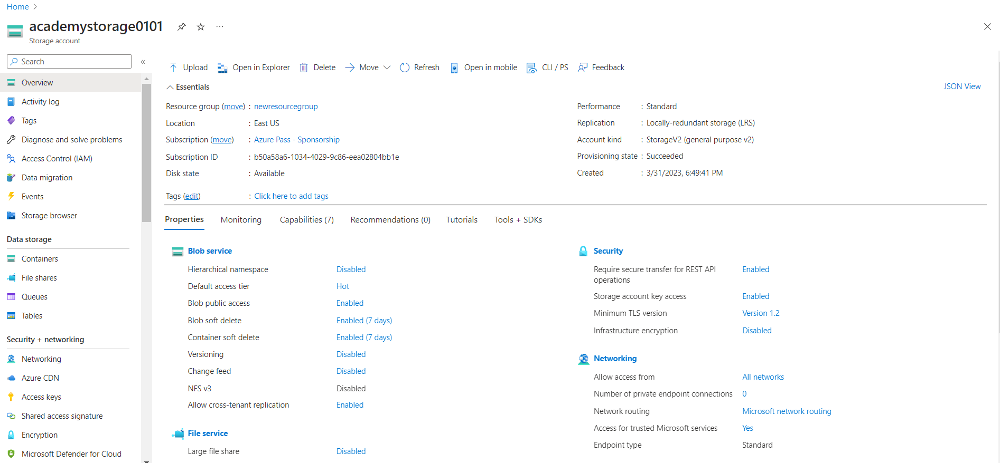 Home
academystorage0101
Storage account
Search
Overview
Activity log
Tags
Diagnose and solve problems
Access Control (IAM)
Data migration
Events
Storage browser
Data storage
Containers
File shares
Queues
Tables
Security + networking
Networking
Azure CDN
Access keys
Shared access signature
Encryption
Microsoft Defender for Cloud
Upload Open in Explorer Delete Move Refresh Open in mobile CLI / PS Feedback
Essentials
JSON View
Resource group (move) : newresourcegroup
Location : East US
Subscription (move) : Azure Pass - Sponsorship
Subscription ID : b50a58a6-1034-4029-9c86-eea02804bb1e
Disk state : Available
Performance : Standard
Replication : Locally-redundant storage (LRS)
Account kind : StorageV2 (general purpose v2)
Provisioning state : Succeeded
Created : 3/31/2023, 6:49:41 PM
Tags (edit) : Click here to add tags
Properties Monitoring Capabilities (7) Recommendations (0) Tutorials Tools + SDKs
Blob service
Hierarchical namespace Disabled
Default access tier Hot
Blob public access Enabled
Blob soft delete Enabled (7 days)
Container soft delete Enabled (7 days)
Versioning Disabled
Change feed Disabled
NFS v3 Disabled
Allow cross-tenant replication Enabled
File service
Large file share Disabled
Security
Require secure transfer for REST API Enabled
operations
Storage account key access Enabled
Minimum TLS version Version 1.2
Infrastructure encryption Disabled
Networking
Allow access from All networks
Number of private endpoint connections 0
Network routing Microsoft network routing
Access for trusted Microsoft services Yes
Endpoint type Standard